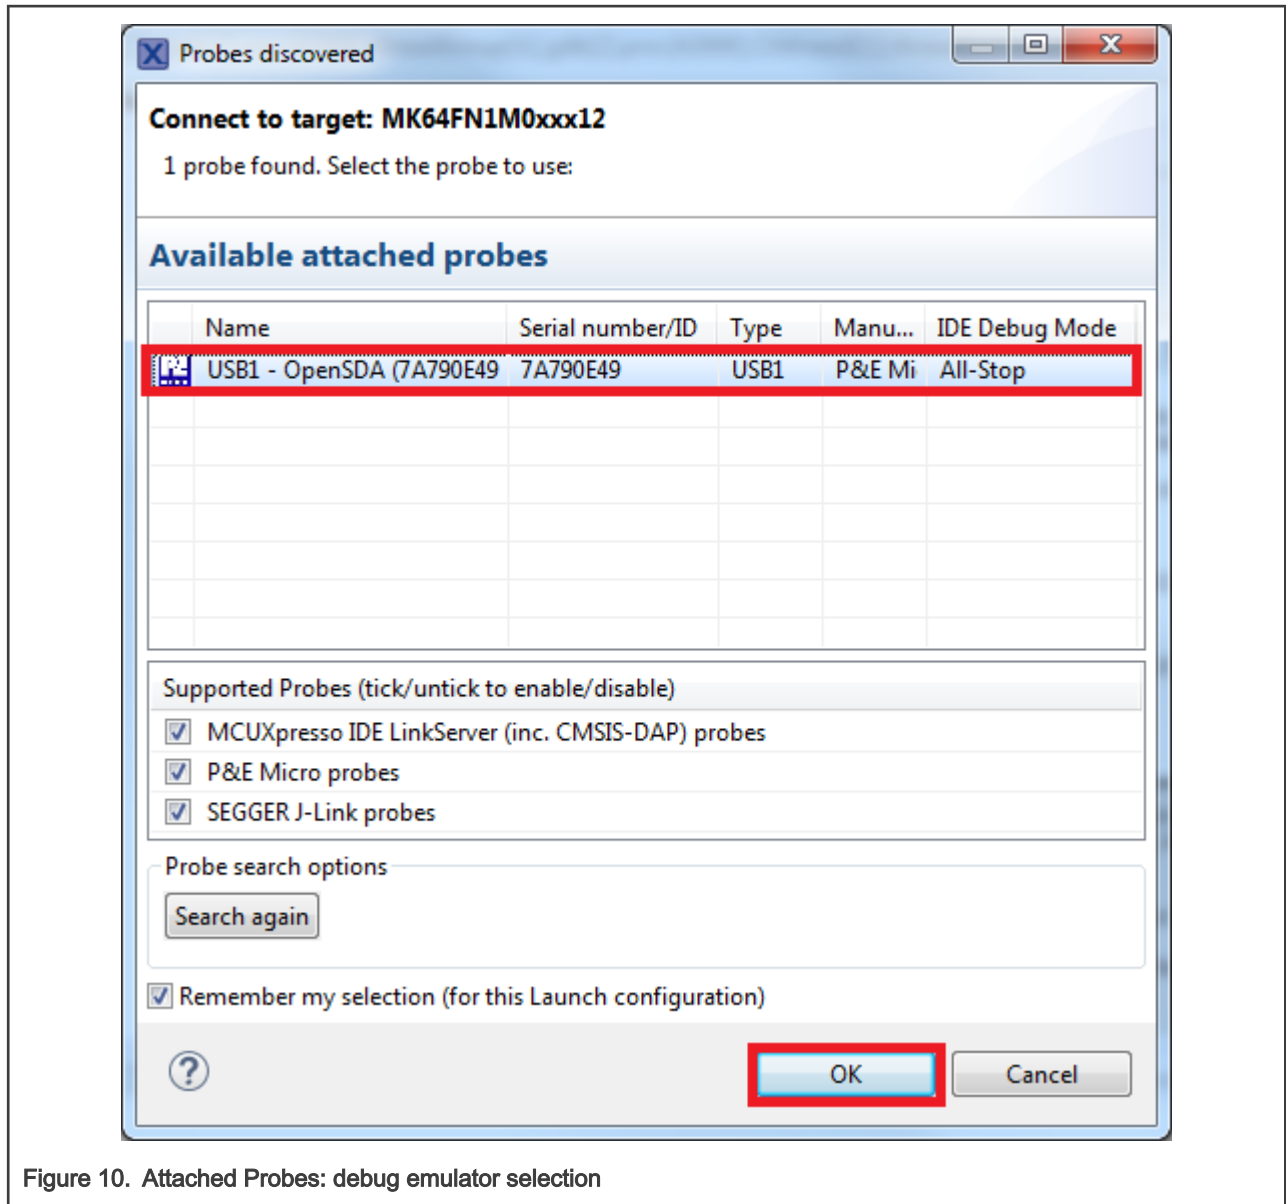 Probes discovered
Connect to target: MK64FN1M0xxx12
1 probe found. Select the probe to use:
Available attached probes
Name Serial number/ID Type Manu... IDE Debug Mode
USB1 - OpenSDA (7A790E49 7A790E49 USB1 P&E Mi All-Stop
Supported Probes (tick/untick to enable/disable)
MCUXpresso IDE LinkServer (inc. CMSIS-DAP) probes
P&E Micro probes
SEGGER J-Link probes
Probe search options
Search again
Remember my selection (for this Launch configuration)
OK Cancel
Figure 10. Attached Probes: debug emulator selection